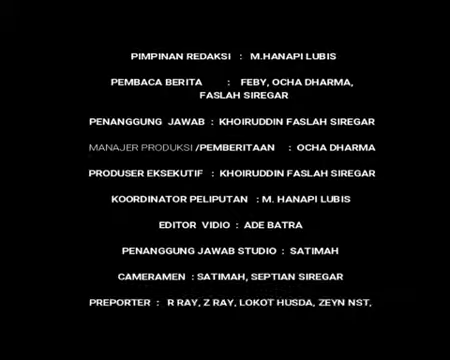 PIMPINAN REDAKSI : M.HANAPI LUBIS
PEMBACA BERITA : FEBY, OCHA DHARMA,
FASLAH SIREGAR
PENANGGUNG JAWAB : KHOIRUDDIN FASLAH SIREGAR
MANAJER PRODUKSI /PEMBERITAAN : OCHA DHARMA
PRODUSER EKSEKUTIF : KHOIRUDDIN FASLAH SIREGAR
KOORDINATOR PELIPUTAN : M. HANAPI LUBIS
EDITOR VIDIO : ADE BATRA
PENANGGUNG JAWAB STUDIO : SATIMAH
CAMERAMEN : SATIMAH, SEPTIAN SIREGAR
PREPORTER : R RAY, Z RAY, LOKOT HUSDA, ZEYN NST,